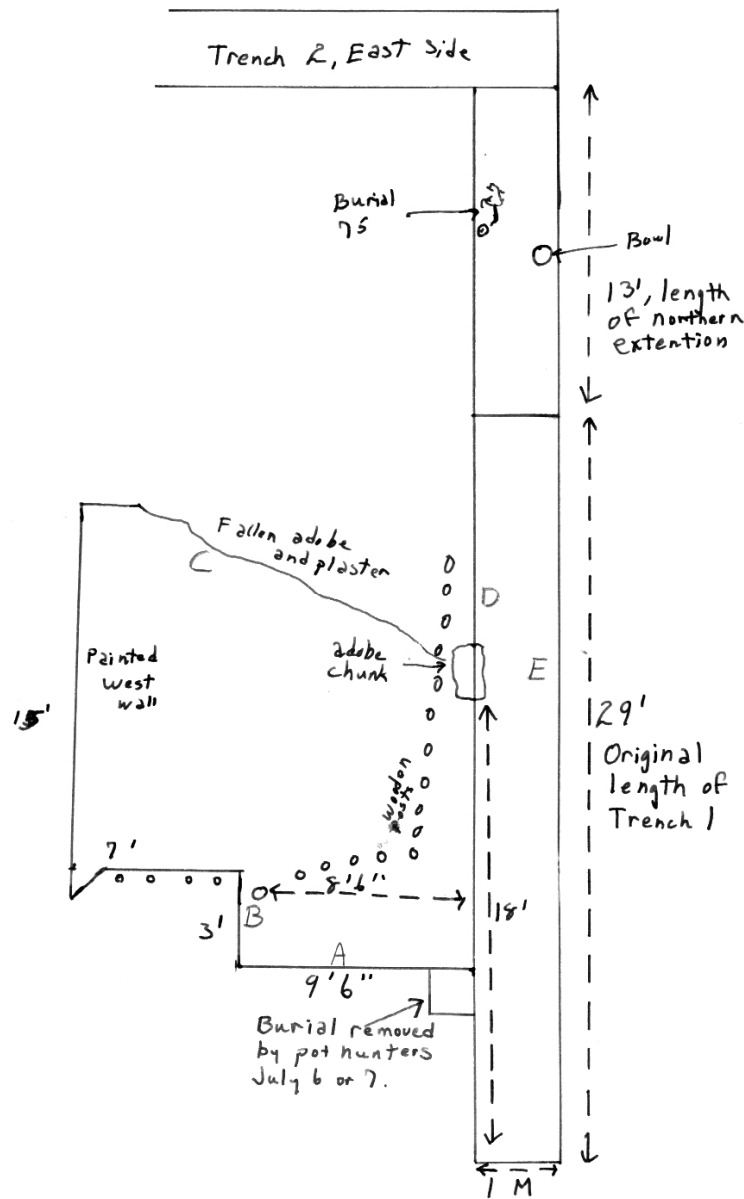 Trench 2, East Side
Burial
75
Bowl
13', length
of northern
extention
Fallen adobe
and plaster
C
D
adobe
chunk
E
Painted
west
wall
15'
29'
Original
length of
Trench 1
wooden
posts
7'
8'6"
B
3'
18'
A
9'6"
Burial removed
by pot hunters
July 6 or 7.
1 M